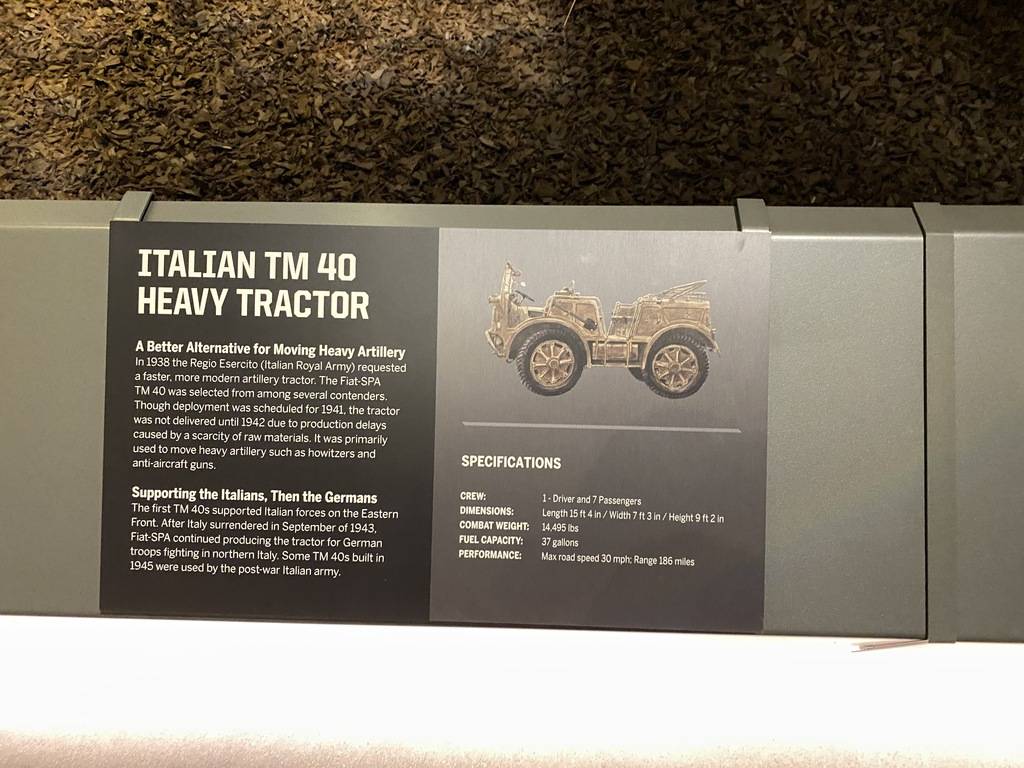 ITALIAN TM 40
HEAVY TRACTOR
A Better Alternative for Moving Heavy Artillery
In 1938 the Regio Esercito (Italian Royal Army) requested
a faster, more modern artillery tractor. The Fiat-SPA
TM 40 was selected from among several contenders.
Though deployment was scheduled for 1941, the tractor
was not delivered until 1942 due to production delays
caused by a scarcity of raw materials. It was primarily
used to move heavy artillery such as howitzers and
anti-aircraft guns.
Supporting the Italians, Then the Germans
The first TM 40s supported Italian forces on the Eastern
Front. After Italy surrendered in September of 1943,
Fiat-SPA continued producing the tractor for German
troops fighting in northern Italy. Some TM 40s built in
1945 were used by the post-war Italian army.
SPECIFICATIONS
CREW: 1 - Driver and 7 Passengers
DIMENSIONS: Length 15 ft 4 in / Width 7 ft 3 in / Height 9 ft 2 in
COMBAT WEIGHT: 14,495 lbs
FUEL CAPACITY: 37 gallons
PERFORMANCE: Max road speed 30 mph; Range 186 miles